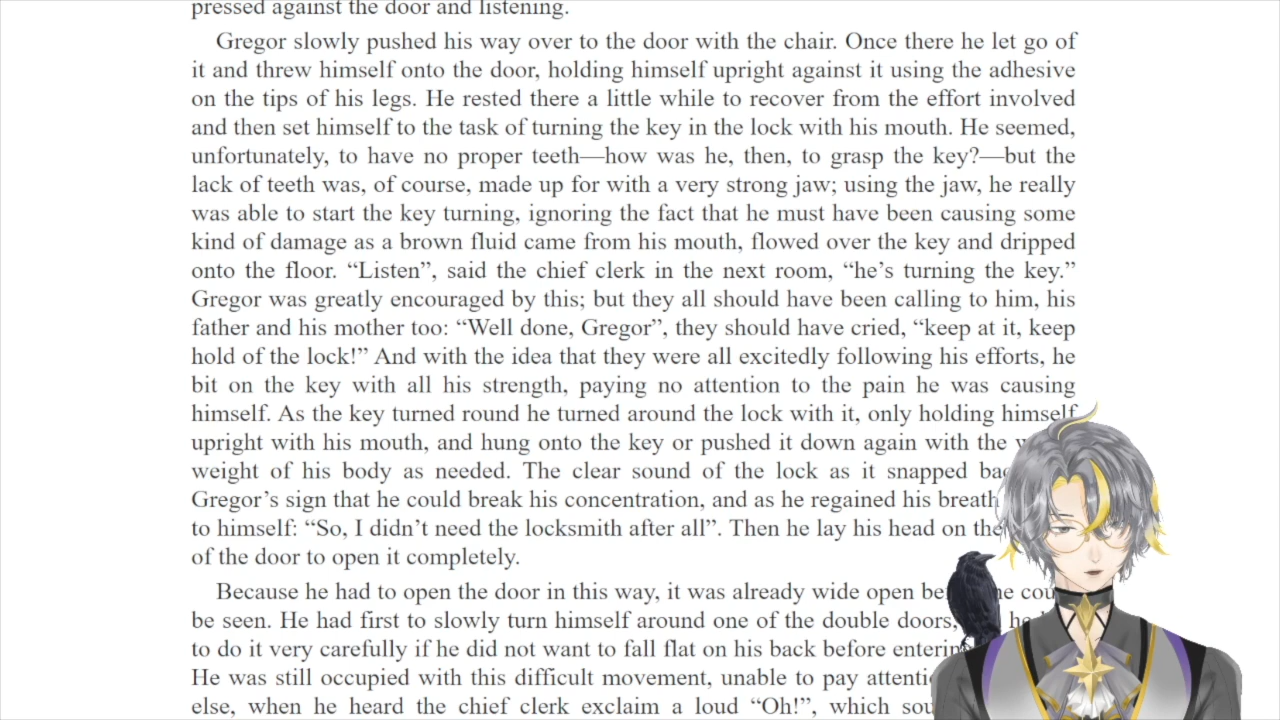 pressed against the door and listening.
Gregor slowly pushed his way over to the door with the chair. Once there he let go of
it and threw himself onto the door, holding himself upright against it using the adhesive
on the tips of his legs. He rested there a little while to recover from the effort involved
and then set himself to the task of turning the key in the lock with his mouth. He seemed,
unfortunately, to have no proper teeth—how was he, then, to grasp the key?—but the
lack of teeth was, of course, made up for with a very strong jaw; using the jaw, he really
was able to start the key turning, ignoring the fact that he must have been causing some
kind of damage as a brown fluid came from his mouth, flowed over the key and dripped
onto the floor. “Listen”, said the chief clerk in the next room, “he’s turning the key.”
Gregor was greatly encouraged by this; but they all should have been calling to him, his
father and his mother too: “Well done, Gregor”, they should have cried, “keep at it, keep
hold of the lock!” And with the idea that they were all excitedly following his efforts, he
bit on the key with all his strength, paying no attention to the pain he was causing
himself. As the key turned round he turned around the lock with it, only holding himself
upright with his mouth, and hung onto the key or pushed it down again with the
weight of his body as needed. The clear sound of the lock as it snapped
Gregor’s sign that he could break his concentration, and as he regained his breath
to himself: “So, I didn’t need the locksmith after all”. Then he lay his head on the
of the door to open it completely.
Because he had to open the door in this way, it was already wide open
be seen. He had first to slowly turn himself around one of the double doors,
to do it very carefully if he did not want to fall flat on his back before
He was still occupied with this difficult movement, unable to pay
else, when he heard the chief clerk exclaim a loud “Oh!”, which